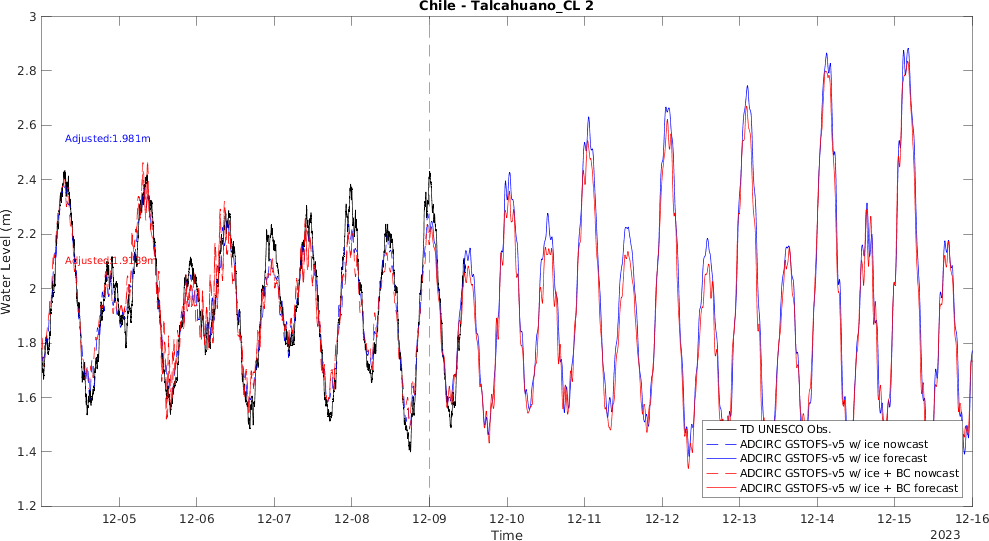 Chile - Talcahuano_CL 2
3
2.8
2.6
2.4
2.2
2
1.8
1.6
1.4
1.2
Water Level (m)
Adjusted:1.981m
TD UNESCO Obs.
ADCIRC GSTOFS-v5 w/ ice nowcast
ADCIRC GSTOFS-v5 w/ ice forecast
ADCIRC GSTOFS-v5 w/ ice + BC nowcast
ADCIRC GSTOFS-v5 w/ ice + BC forecast
12-05
12-06
12-07
12-08
12-09
12-10
12-11
12-12
12-13
12-14
12-15
12-16
Time
2023